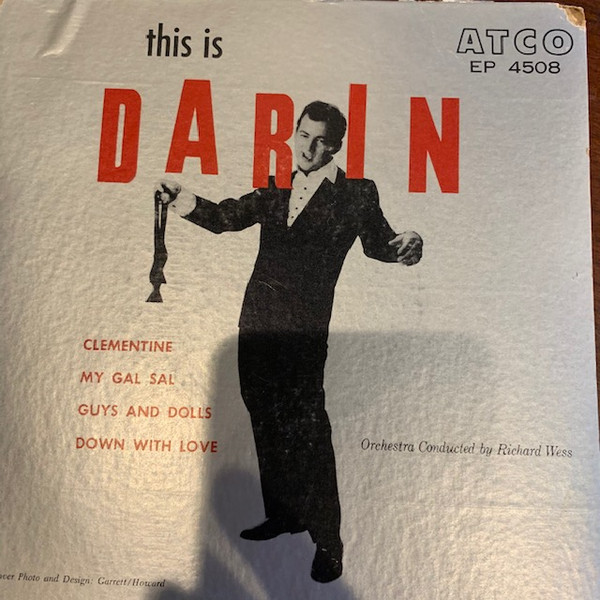 this is
ATCO
EP 4508
DARIN
CLEMENTINE
MY GAL SAL
GUYS AND DOLLS
DOWN WITH LOVE
Orchestra Conducted by Richard Wess
Photo and Design: Garrett/Howard